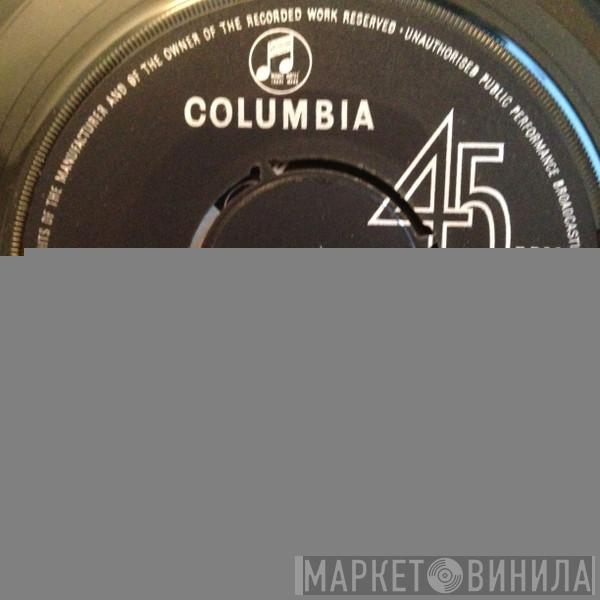 HTS OF THE MANUFACTURER AND OF THE OWNER OF THE RECORDED WORK RESERVED · UNAUTHORISED PUBLIC PERFORMANCE BROADCASTI
COLUMBIA
45
МАРКЕТ ВИНИЛА